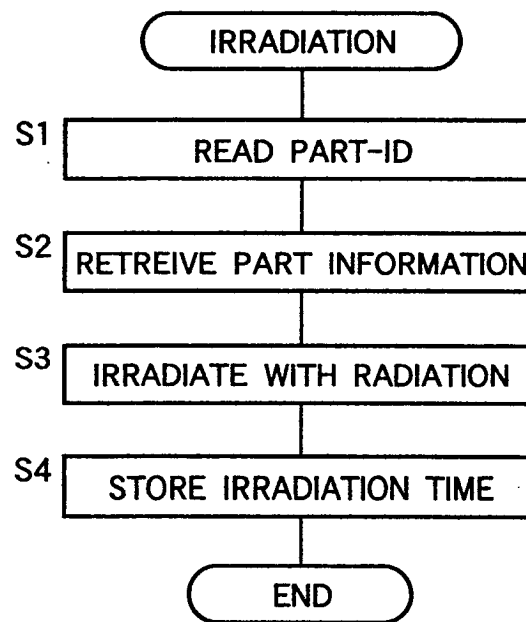 IRRADIATION
S1 READ PART-ID
S2 RETREIVE PART INFORMATION
S3 IRRADIATE WITH RADIATION
S4 STORE IRRADIATION TIME
END